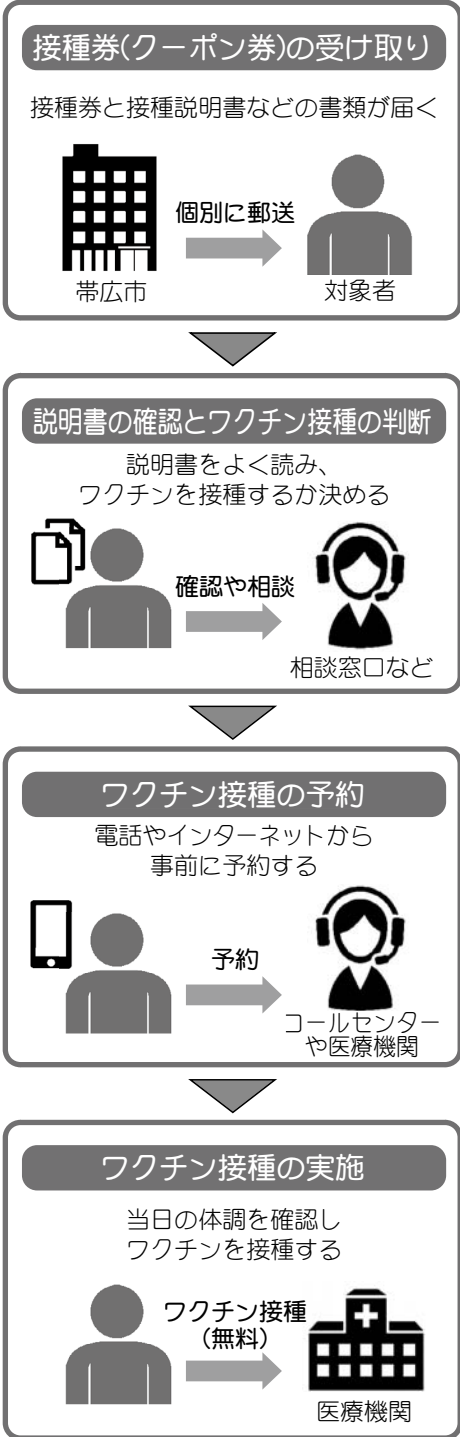 接種券(クーポン券)の受け取り
接種券と接種説明書などの書類が届く
個別に郵送
帯広市
対象者
説明書の確認とワクチン接種の判断
説明書をよく読み、
ワクチンを接種するか決める
確認や相談
相談窓口など
ワクチン接種の予約
電話やインターネットから
事前に予約する
予約
コールセンター
や医療機関
ワクチン接種の実施
当日の体調を確認し
ワクチンを接種する
ワクチン接種
(無料)
医療機関